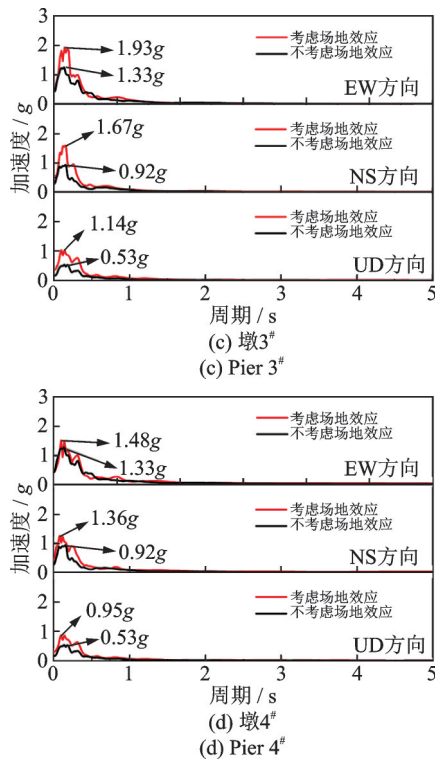 3
考虑场地效应
2
1.93g
不考虑场地效应
1
1.33g
EW方向
0
2
1.67g
考虑场地效应
不考虑场地效应
1
0.92g
NS方向
0
2
考虑场地效应
1.14g
不考虑场地效应
1
0.53g
UD方向
0
0 1 2 3 4 5
加速度 / g
周期 / s
(c) 墩3#
(c) Pier 3#
3
考虑场地效应
2
1.48g
不考虑场地效应
1
1.33g
EW方向
0
2
1.36g
考虑场地效应
不考虑场地效应
1
0.92g
NS方向
0
2
考虑场地效应
0.95g
不考虑场地效应
1
0.53g
UD方向
0
0 1 2 3 4 5
加速度 / g
周期 / s
(d) 墩4#
(d) Pier 4#